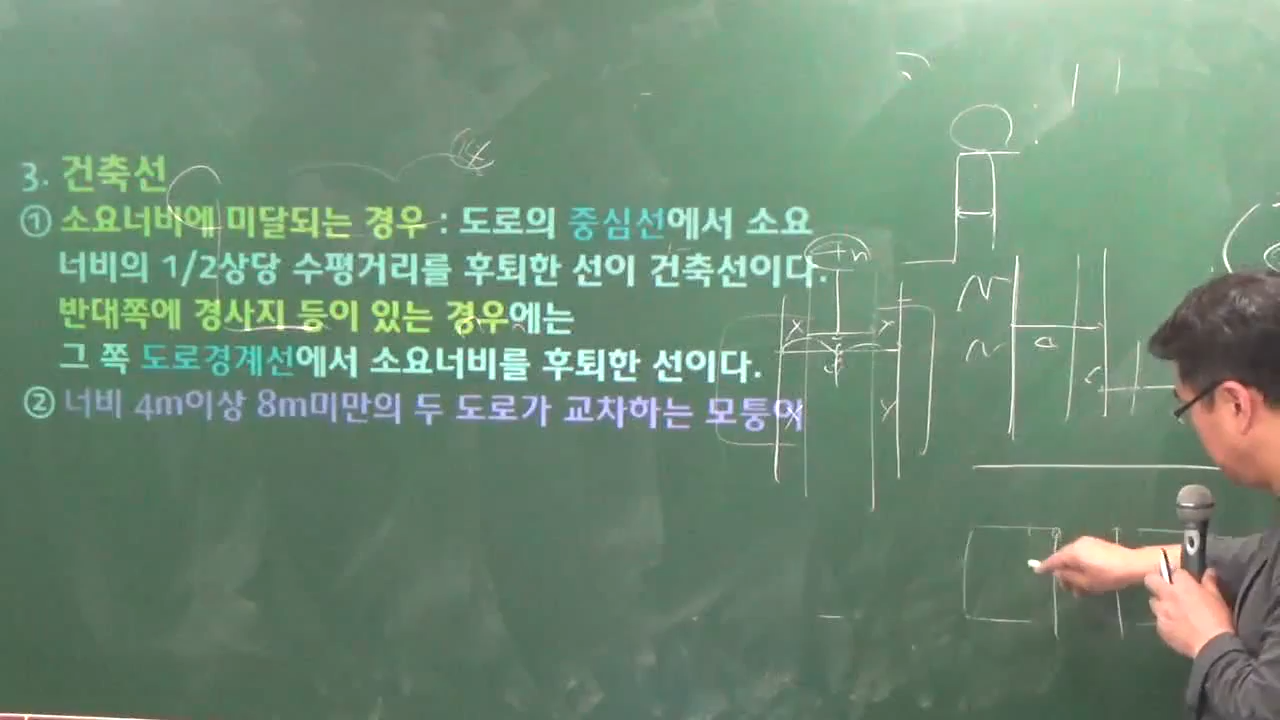 3. 건축선
① 소요너비에 미달되는 경우 : 도로의 중심선에서 소요
너비의 1/2상당 수평거리를 후퇴한 선이 건축선이다.
반대쪽에 경사지 등이 있는 경우에는
그 쪽 도로경계선에서 소요너비를 후퇴한 선이다.
② 너비 4m이상 8m미만의 두 도로가 교차하는 모퉁이